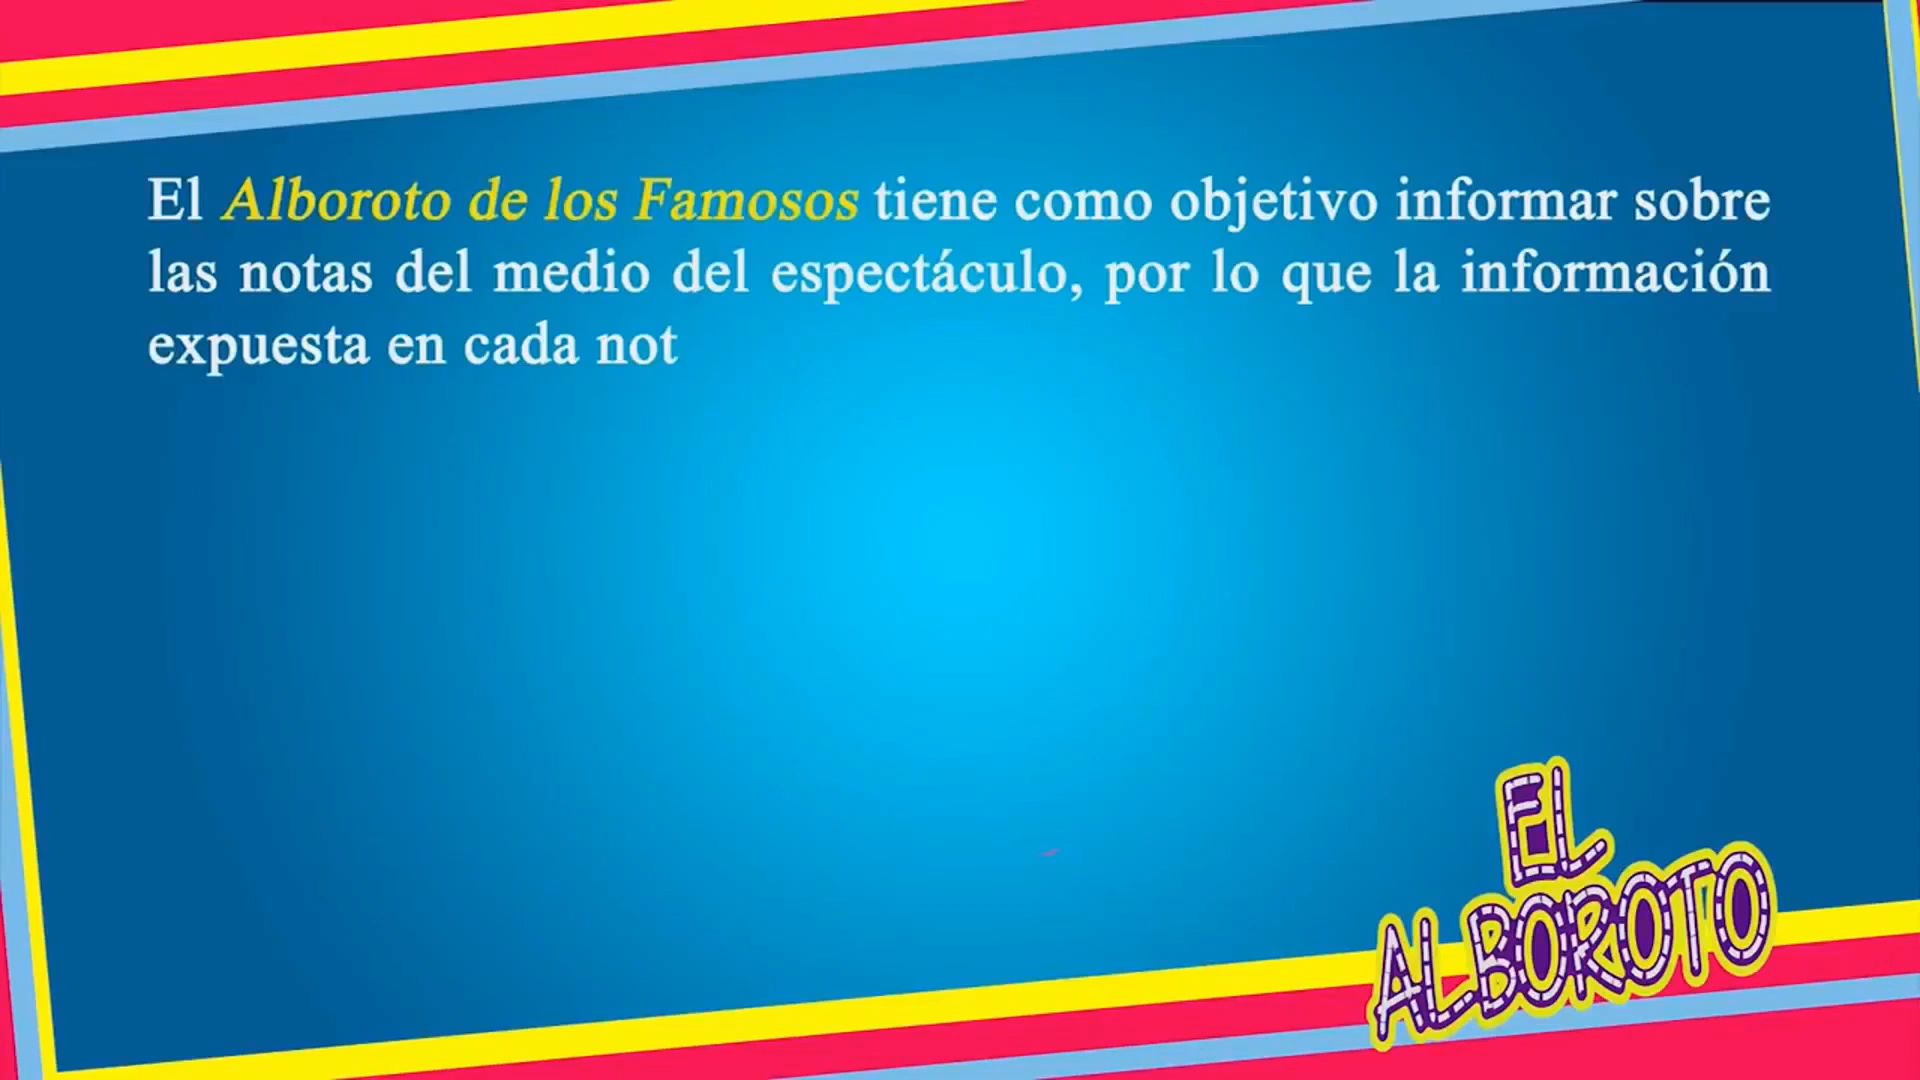 El Alboroto de los Famosos tiene como objetivo informar sobre
las notas del medio del espectáculo, por lo que la información
expuesta en cada not
EL
ALBOROTO